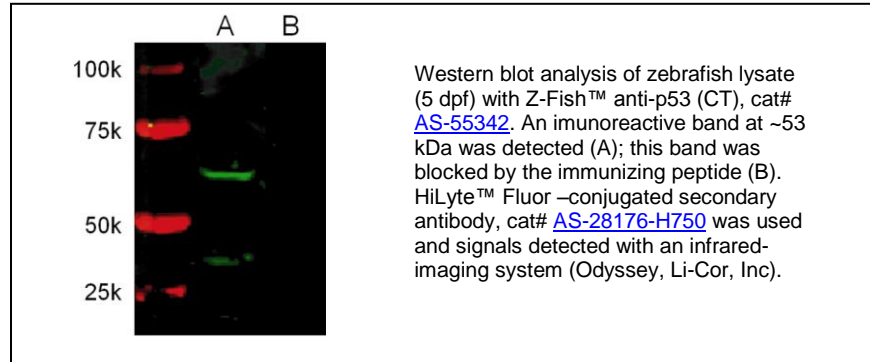 A B
100k
75k
50k
25k
Western blot analysis of zebrafish lysate
(5 dpf) with Z-Fish™ anti-p53 (CT), cat#
AS-55342. An imunoreactive band at ~53
kDa was detected (A); this band was
blocked by the immunizing peptide (B).
HiLyte™ Fluor –conjugated secondary
antibody, cat# AS-28176-H750 was used
and signals detected with an infrared-
imaging system (Odyssey, Li-Cor, Inc).